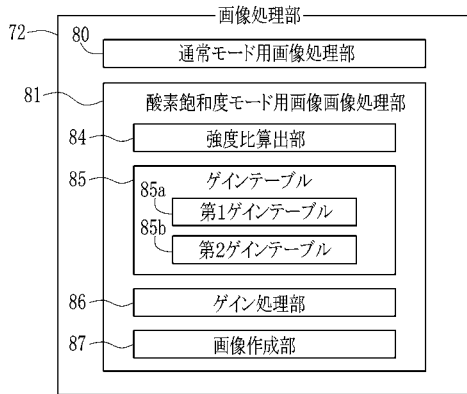 画像処理部
72
80
通常モード用画像処理部
81
酸素飽和度モード用画像画像処理部
84
強度比算出部
85
ゲインテーブル
85a
第1ゲインテーブル
85b
第2ゲインテーブル
86
ゲイン処理部
87
画像作成部